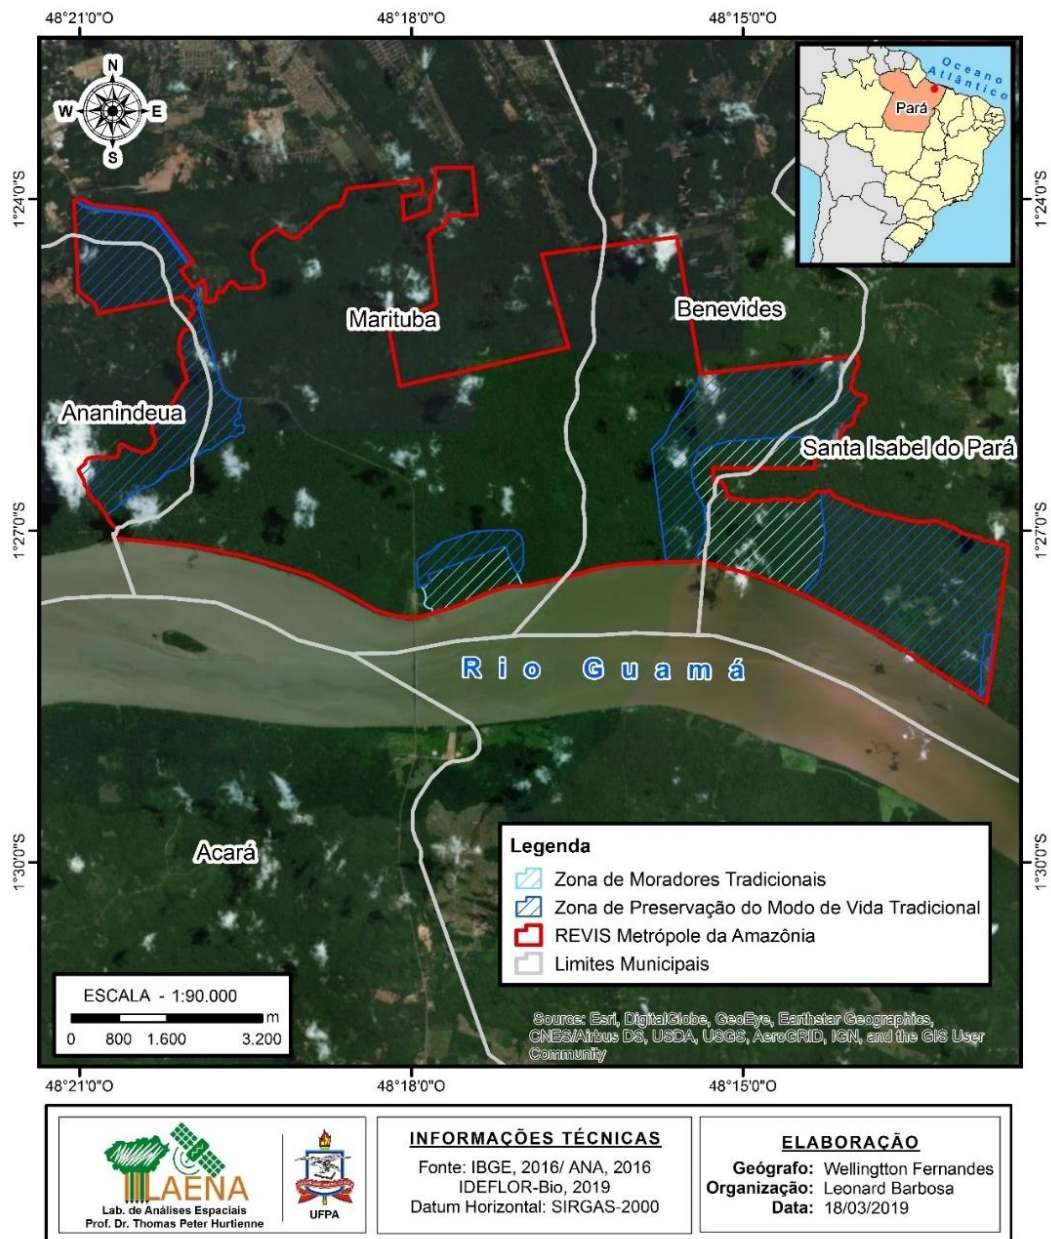 48°21'0"O
48°18'0"O
48°15'0"O
N
W
E
S
Oceano
Atlântico
Pará
1°24'0"S
1°24'0"S
Marituba
Benevides
Ananindeua
Santa Isabel do Pará
1°27'0"S
1°27'0"S
Rio Guamá
Acará
1°30'0"S
1°30'0"S
Legenda
Zona de Moradores Tradicionais
Zona de Preservação do Modo de Vida Tradicional
REVIS Metrópole da Amazônia
Limites Municipais
ESCALA - 1:90.000
m
0 800 1.600 3.200
Source: Esri, DigitalGlobe, GeoEye, Earthstar Geographics,
CNES/Airbus DS, USDA, USGS, AeroGRID, IGN, and the GIS User
Community
48°21'0"O
48°18'0"O
48°15'0"O
LAENA
Lab. de Análises Espaciais
Prof. Dr. Thomas Peter Hurtienne
UFPA
INFORMAÇÕES TÉCNICAS
Fonte: IBGE, 2016/ ANA, 2016
IDEFLOR-Bio, 2019
Datum Horizontal: SIRGAS-2000
ELABORAÇÃO
Geógrafo: Wellingtton Fernandes
Organização: Leonard Barbosa
Data: 18/03/2019